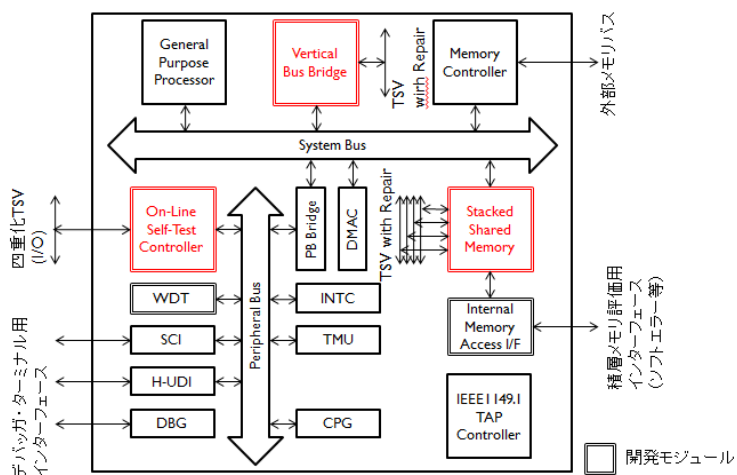 General
Purpose
Processor
Vertical
Bus Bridge
TSV
wirh Repair
Memory
Controller
外部メモリバス
System Bus
四重化TSV
(I/O)
On-Line
Self-Test
Controller
PB Bridge
DMAC
TSV with Repair
Stacked
Shared
Memory
Peripheral Bus
WDT
INTC
Internal
Memory
Access I/F
積層メモリ評価用
インターフェース
(ソフトエラー等)
デバッガ・ターミナル用
インターフェース
SCI
TMU
H-UDI
DBG
CPG
IEEE1149.1
TAP
Controller
開発モジュール